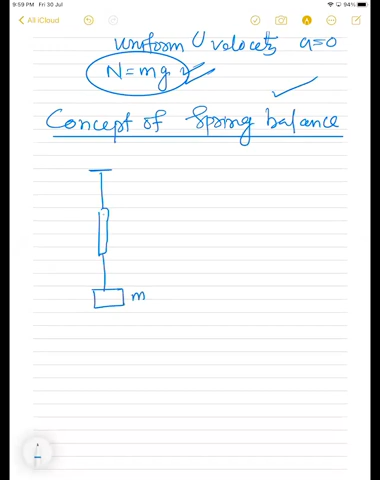 9:59 PM Fri 30 Jul 94%
All iCloud
uniform velocity a=0
N=mg
Concept of Spring balance
m